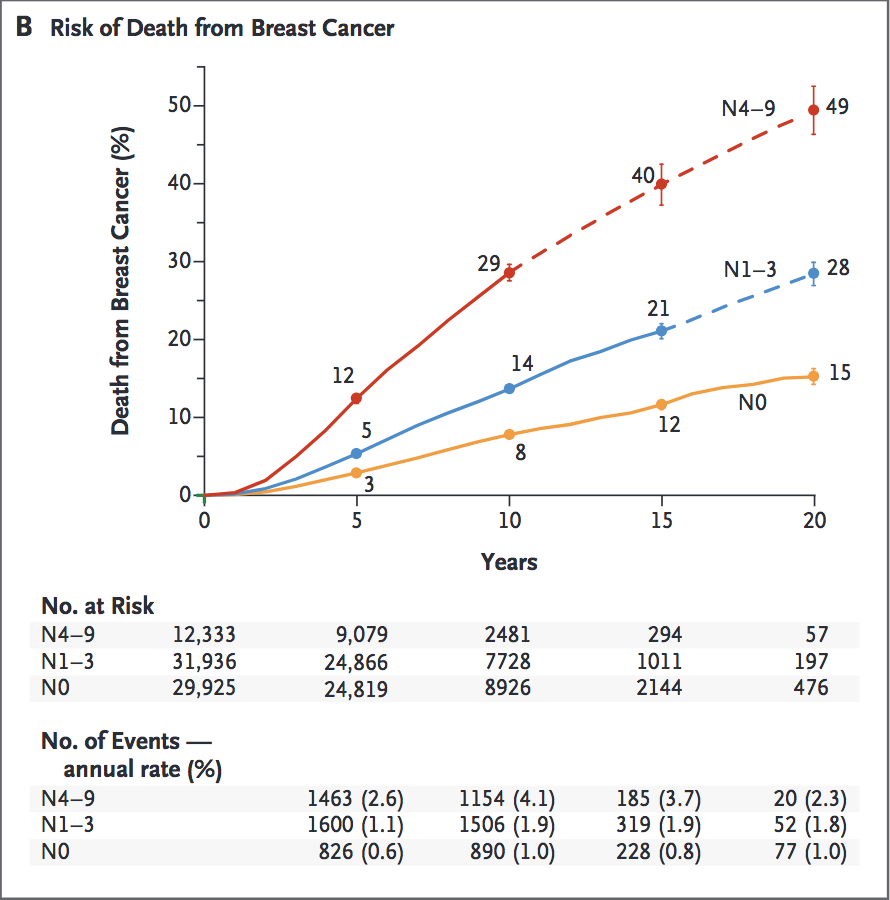 B Risk of Death from Breast Cancer
Death from Breast Cancer (%)
50
40
30
20
10
0
N4–9 49
40
29
N1–3 28
21
14
12
5
15
N0
12
8
3
0 5 10 15 20
Years
No. at Risk
N4–9 12,333 9,079 2481 294 57
N1–3 31,936 24,866 7728 1011 197
N0 29,925 24,819 8926 2144 476
No. of Events —
annual rate (%)
N4–9 1463 (2.6) 1154 (4.1) 185 (3.7) 20 (2.3)
N1–3 1600 (1.1) 1506 (1.9) 319 (1.9) 52 (1.8)
N0 826 (0.6) 890 (1.0) 228 (0.8) 77 (1.0)